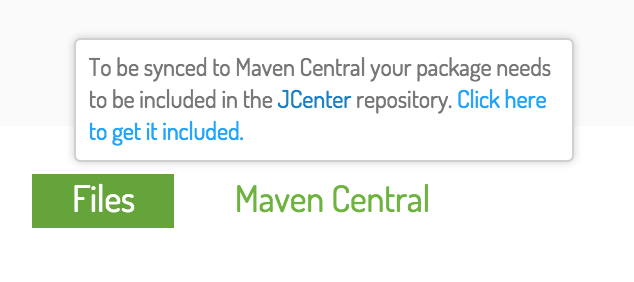 To be synced to Maven Central your package needs
to be included in the JCenter repository. Click here
to get it included.
Files
Maven Central